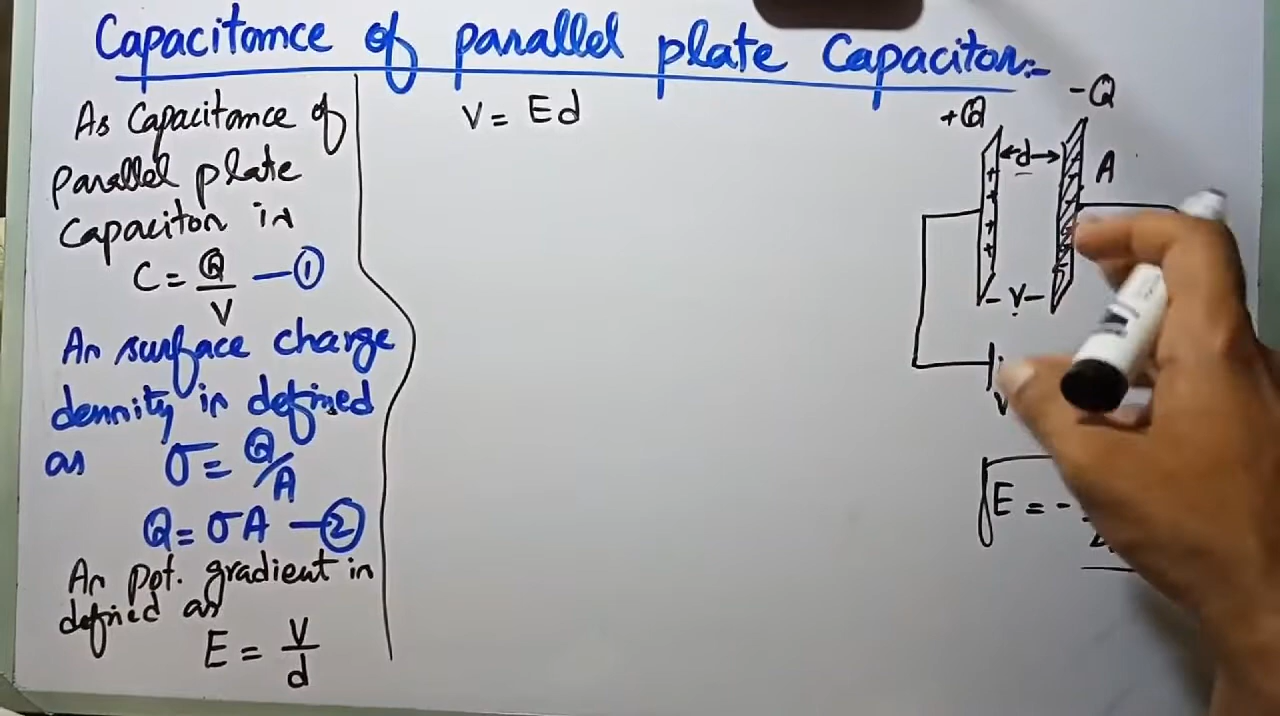 Capacitance of parallel plate Capacitor:-
As Capacitance of
parallel plate
Capacitor is
C = Q/V — ①
As surface charge
density is defined
as σ = Q/A
Q = σA — ②
As pot. gradient is
defined as
E = V/d
V = Ed
+Q
-Q
d
A
+
+
+
+
- V -
V
E = -